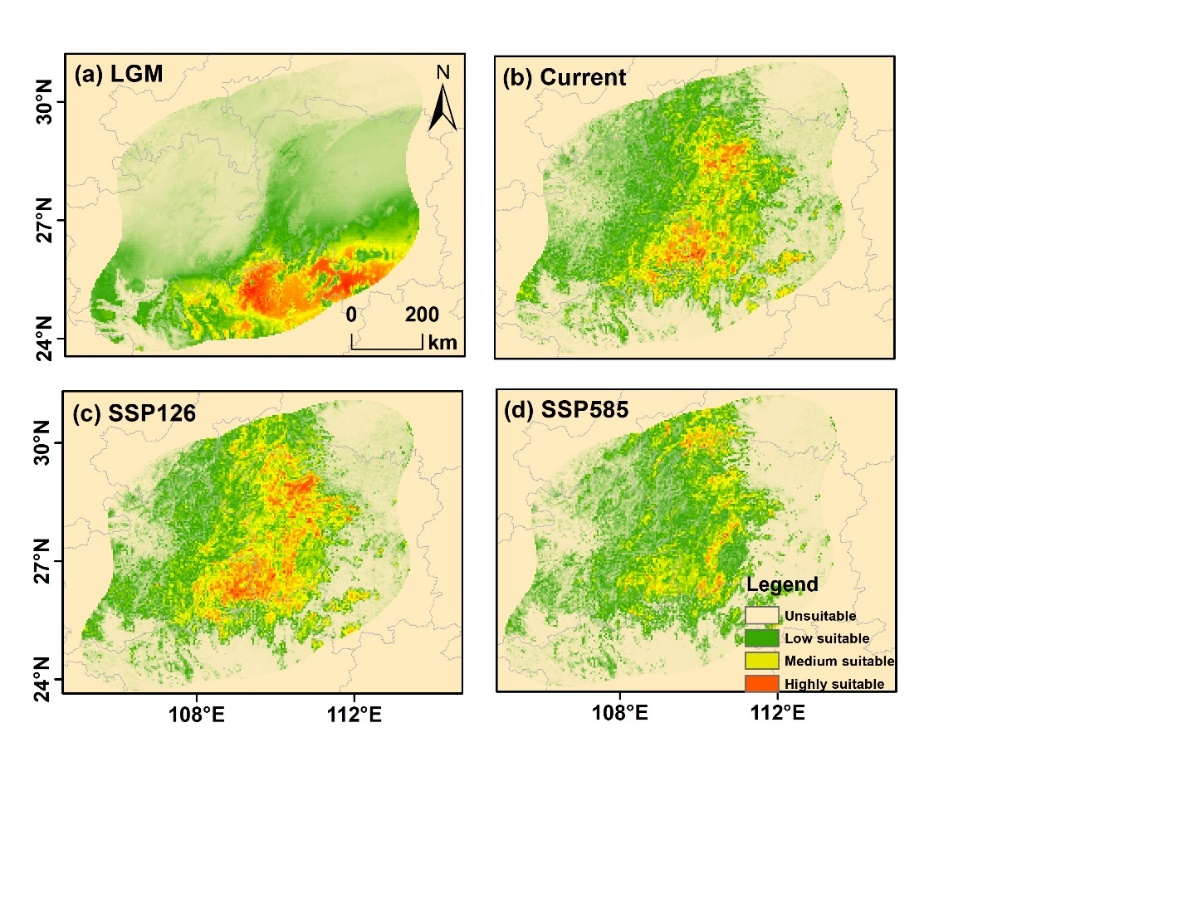 (a) LGM
N
30°N
27°N
24°N
0 200
km
(b) Current
(c) SSP126
30°N
27°N
24°N
108°E 112°E
(d) SSP585
Legend
Unsuitable
Low suitable
Medium suitable
Highly suitable
108°E 112°E